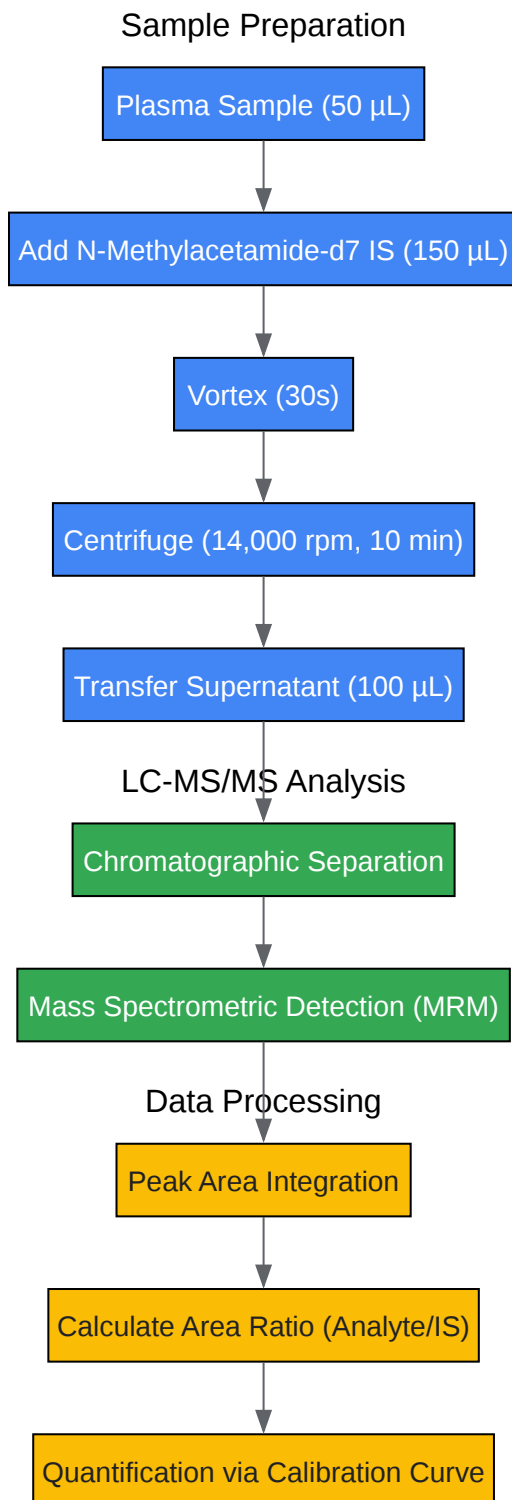 Sample Preparation
Plasma Sample (50 µL)
Add N-Methylacetamide-d7 IS (150 µL)
Vortex (30s)
Centrifuge (14,000 rpm, 10 min)
Transfer Supernatant (100 µL)
LC-MS/MS Analysis
Chromatographic Separation
Mass Spectrometric Detection (MRM)
Data Processing
Peak Area Integration
Calculate Area Ratio (Analyte/IS)
Quantification via Calibration Curve